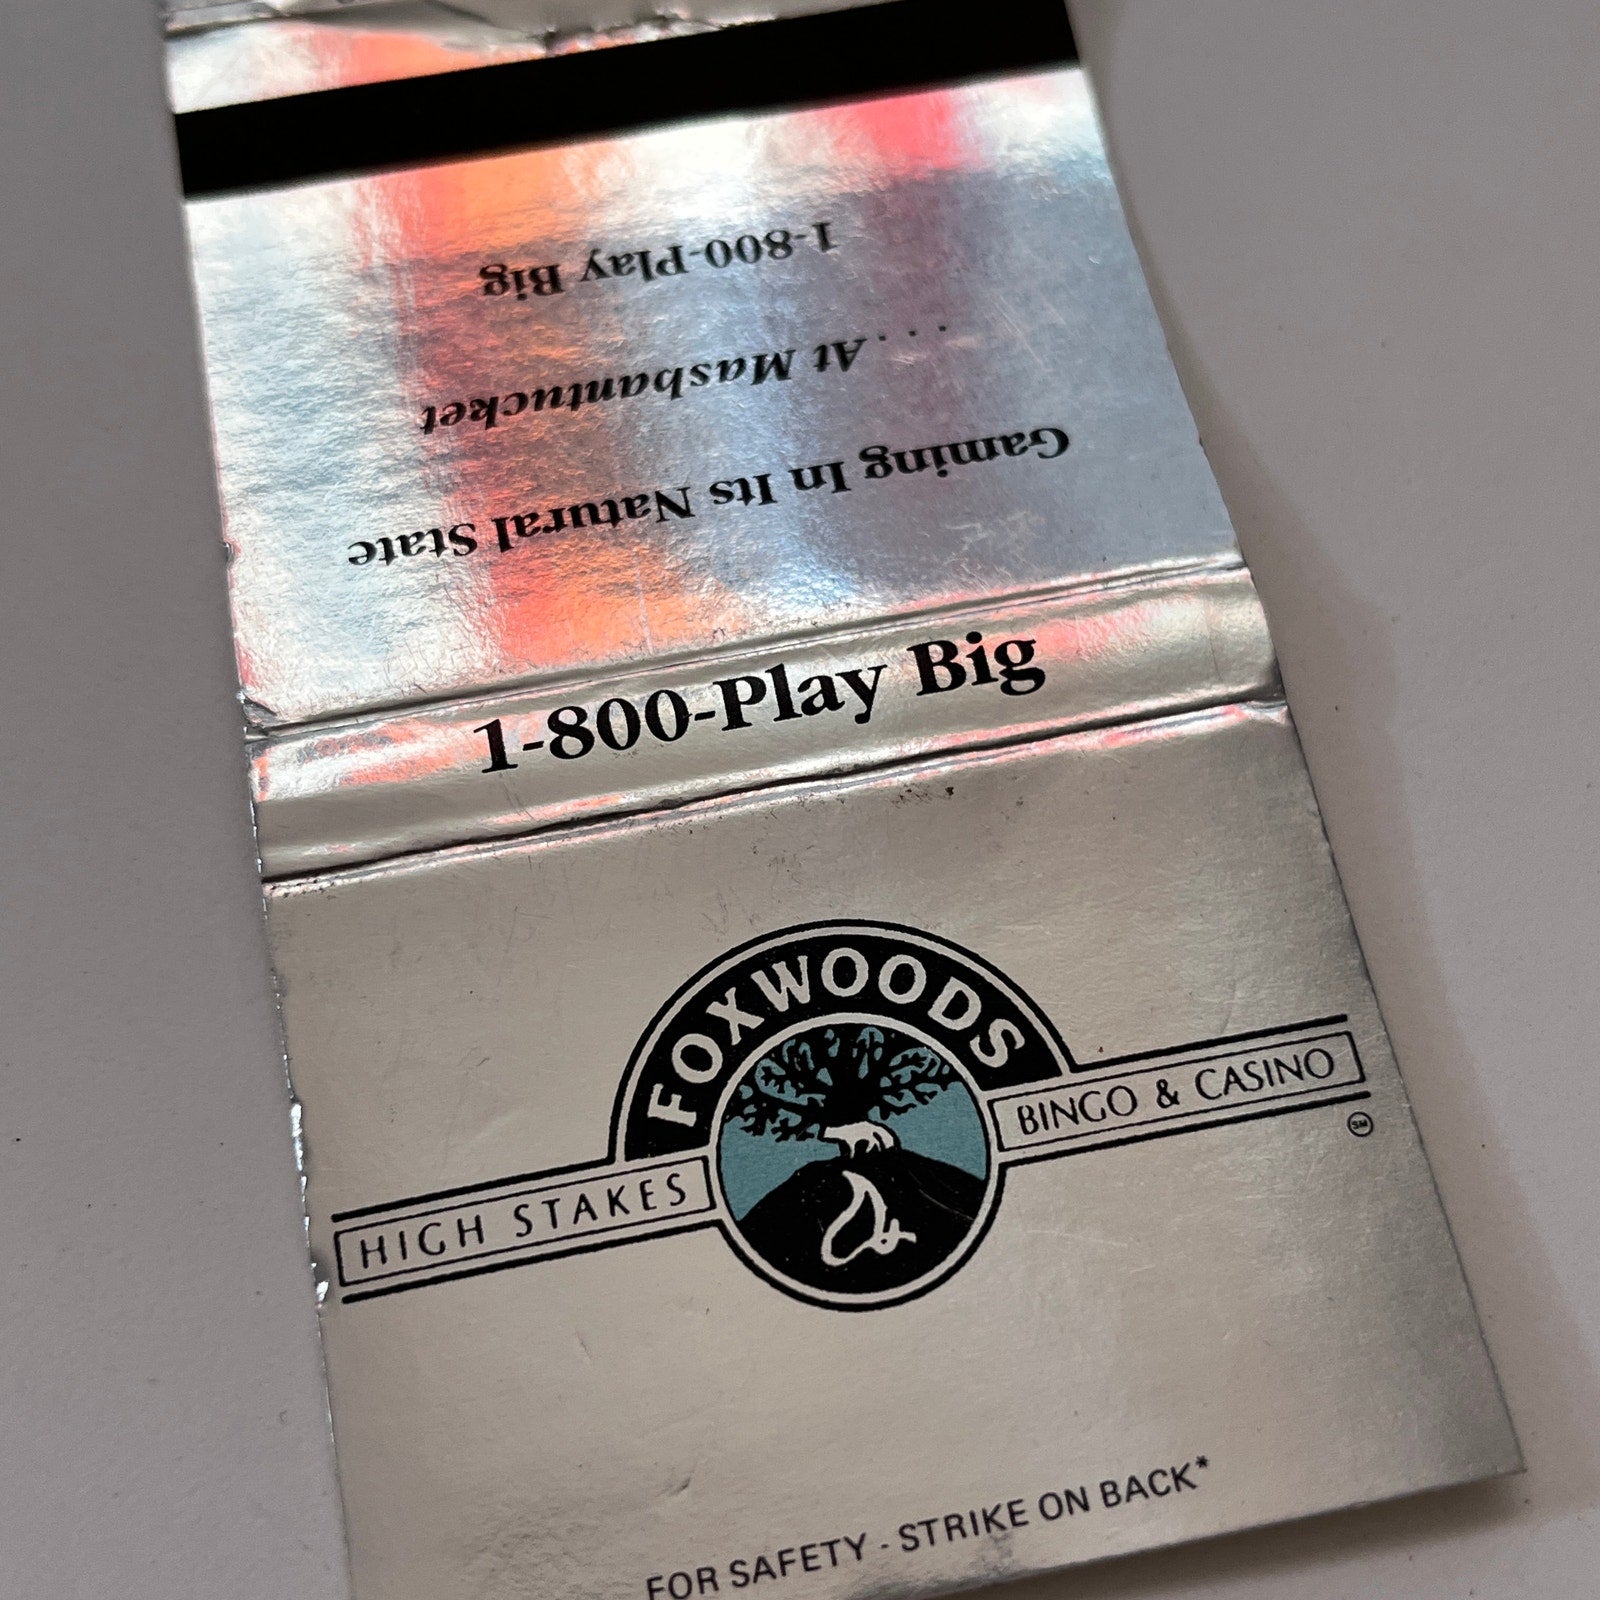 Gaming In Its Natural State
. . . . At Mashantucket
1-800-Play Big
1-800-Play Big
FOXWOODS
HIGH STAKES
BINGO & CASINO
SM
FOR SAFETY - STRIKE ON BACK*